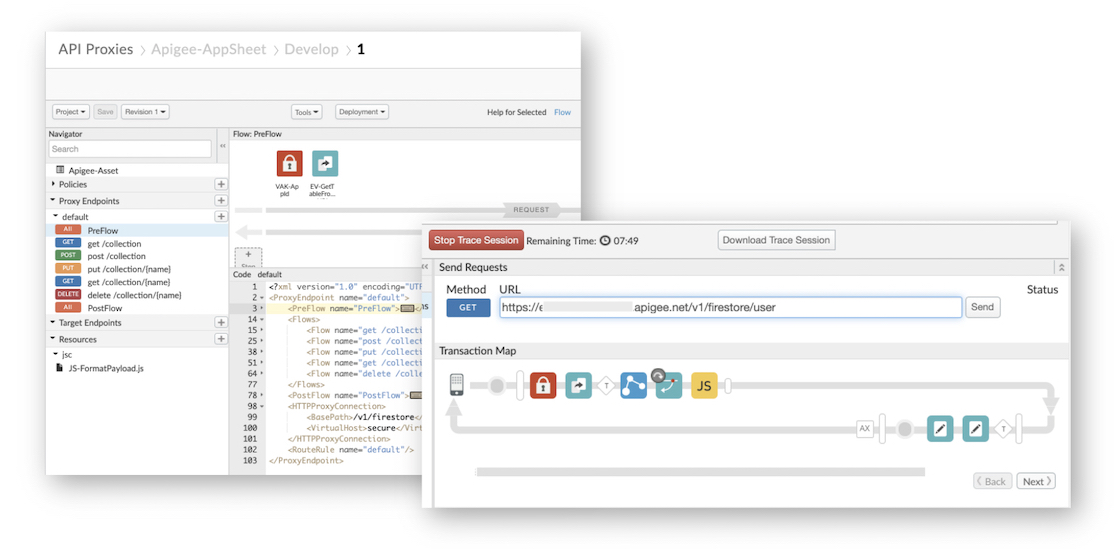 API Proxies > Apigee-AppSheet > Develop > 1
Project Save Revision 1 Tools Deployment Help for Selected Flow
Navigator
Search
Apigee-Asset
Policies
Proxy Endpoints
default
All PreFlow
GET get /collection
POST post /collection
PUT put /collection/{name}
GET get /collection/{name}
DELETE delete /collection/{name}
All PostFlow
Target Endpoints
Resources
jsc
JS-FormatPayload.js
Flow: PreFlow
VAK-Ap
pId
EV-GetT
ableFro...
REQUEST
+
Step
Code default
1 <?xml version="1.0" encoding="UTF
2 <ProxyEndpoint name="default">
3 <PreFlow name="PreFlow"> </
14 <Flows>
15 <Flow name="get /collecti
25 <Flow name="post /collecti
38 <Flow name="put /collecti
51 <Flow name="get /collecti
64 <Flow name="delete /colle
77 </Flows>
78 <PostFlow name="PostFlow">
98 <HTTPProxyConnection>
99 <BasePath>/v1/firestore</
100 <VirtualHost>secure</Virt
101 </HTTPProxyConnection>
102 <RouteRule name="default"/>
103 </ProxyEndpoint>
Stop Trace Session Remaining Time: 07:49 Download Trace Session
Send Requests
Method URL Status
GET https://e apigee.net/v1/firestore/user Send
Transaction Map
T JS
AX T
Back Next